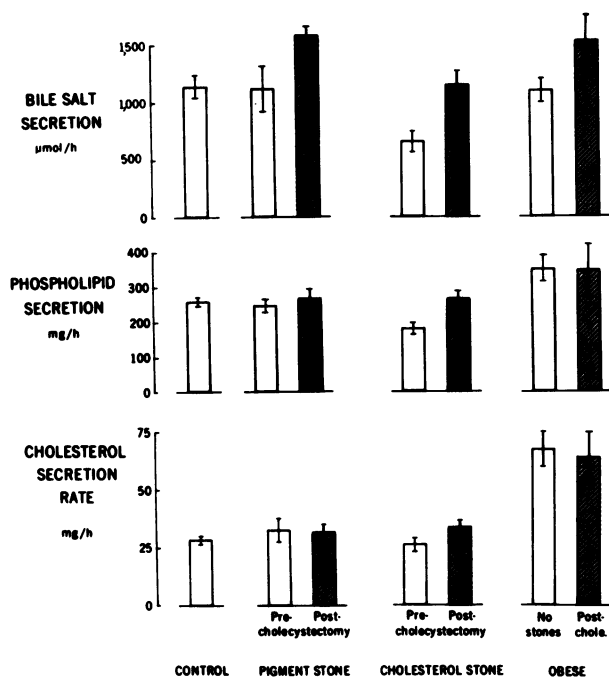 BILE SALT
SECRETION
μmol/h
1,500
1,000
500
0
PHOSPHOLIPID
SECRETION
mg/h
400
300
200
100
0
CHOLESTEROL
SECRETION
RATE
mg/h
75
50
25
0
Pre- Post-
cholecystectomy
Pre- Post-
cholecystectomy
No Post-
stones chole.
CONTROL PIGMENT STONE CHOLESTEROL STONE OBESE